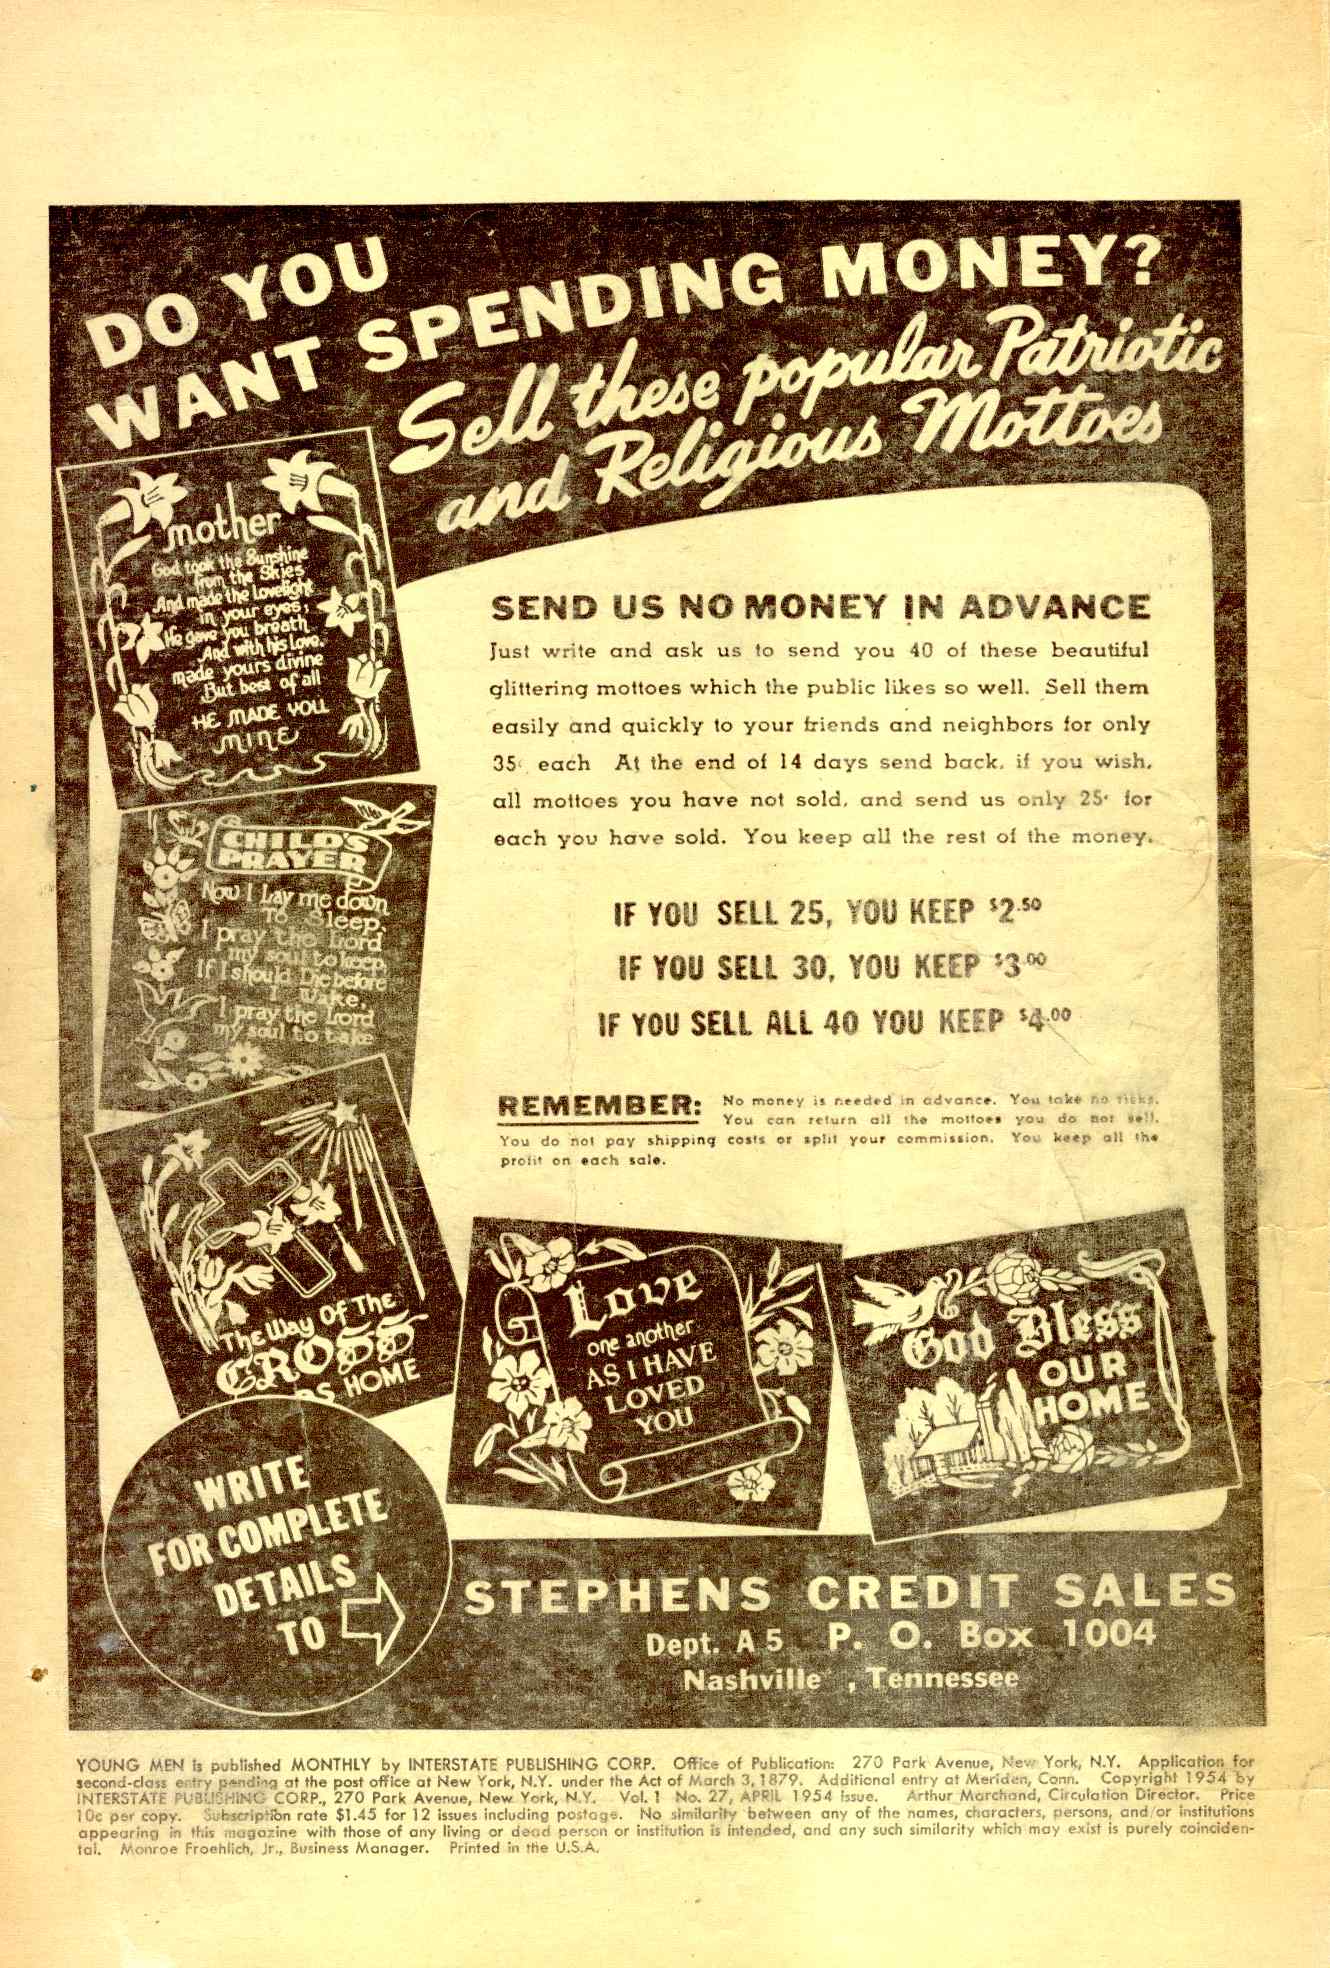 DO YOU
WANT SPENDING MONEY?
Sell these popular Patriotic
and Religious Mottoes
mother
God took the Sunshine
from the Skies
And made the Lovelight
in your eyes,
He gave you breath
And with his Love,
made yours divine
But best of all
HE MADE YOU
MINE
CHILD'S
PRAYER
Now I Lay me down
To Sleep,
I pray the Lord
my soul to keep,
If I should Die before
I Wake,
I pray the Lord
my soul to take
The Way Of The
CROSS
DS HOME
SEND US NO MONEY IN ADVANCE
Just write and ask us to send you 40 of these beautiful
glittering mottoes which the public likes so well. Sell them
easily and quickly to your friends and neighbors for only
35¢ each At the end of 14 days send back, if you wish,
all mottoes you have not sold, and send us only 25¢ for
each you have sold. You keep all the rest of the money.
IF YOU SELL 25, YOU KEEP $2.50
IF YOU SELL 30, YOU KEEP $3.00
IF YOU SELL ALL 40 YOU KEEP $4.00
REMEMBER: No money is needed in advance. You take no risks.
You can return all the mottoes you do not sell.
You do not pay shipping costs or split your commission. You keep all the
profit on each sale.
Love
one another
AS I HAVE
LOVED
YOU
God Bless
OUR
HOME
WRITE
FOR COMPLETE
DETAILS
TO
STEPHENS CREDIT SALES
Dept. A 5 P. O. Box 1004
Nashville , Tennessee
YOUNG MEN is published MONTHLY by INTERSTATE PUBLISHING CORP. Office of Publication: 270 Park Avenue, New York, N.Y. Application for
second-class entry pending at the post office at New York, N.Y. under the Act of March 3, 1879. Additional entry at Meriden, Conn. Copyright 1954 by
INTERSTATE PUBLISHING CORP., 270 Park Avenue, New York, N.Y. Vol. 1 No. 27, APRIL 1954 issue. Arthur Marchand, Circulation Director. Price
10c per copy. Subscription rate $1.45 for 12 issues including postage. No similarity between any of the names, characters, persons, and/or institutions
appearing in this magazine with those of any living or dead person or institution is intended, and any such similarity which may exist is purely coinciden-
tal. Monroe Froehlich, Jr., Business Manager. Printed in the U.S.A.